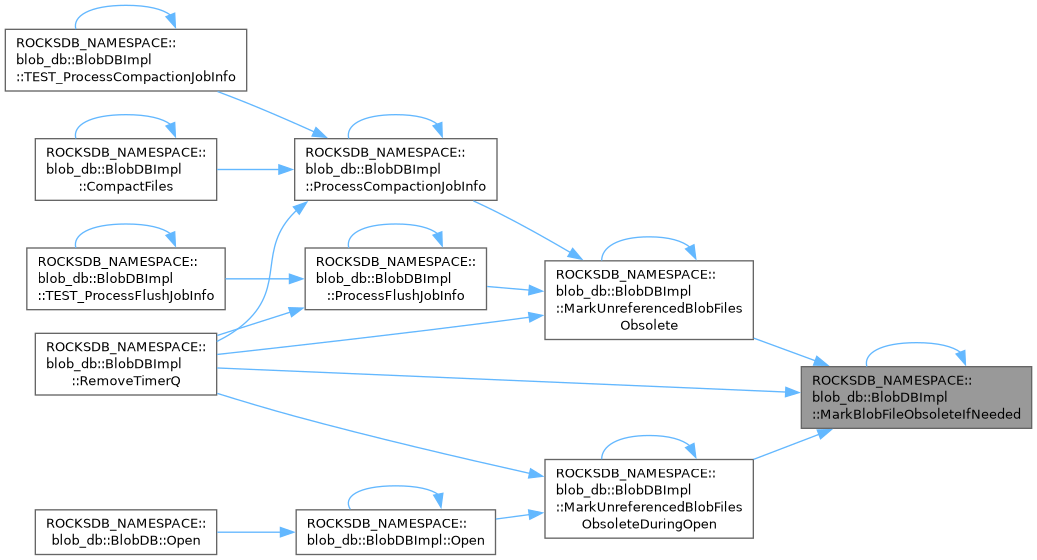 ROCKSDB_NAMESPACE::
blob_db::BlobDBImpl
::TEST_ProcessCompactionJobInfo
ROCKSDB_NAMESPACE::
blob_db::BlobDBImpl
::CompactFiles
ROCKSDB_NAMESPACE::
blob_db::BlobDBImpl
::ProcessCompactionJobInfo
ROCKSDB_NAMESPACE::
blob_db::BlobDBImpl
::TEST_ProcessFlushJobInfo
ROCKSDB_NAMESPACE::
blob_db::BlobDBImpl
::ProcessFlushJobInfo
ROCKSDB_NAMESPACE::
blob_db::BlobDBImpl
::MarkUnreferencedBlobFiles
Obsolete
ROCKSDB_NAMESPACE::
blob_db::BlobDBImpl
::RemoveTimerQ
ROCKSDB_NAMESPACE::
blob_db::BlobDBImpl
::MarkBlobFileObsoleteIfNeeded
ROCKSDB_NAMESPACE::
blob_db::BlobDBImpl
::MarkUnreferencedBlobFiles
ObsoleteDuringOpen
ROCKSDB_NAMESPACE::
blob_db::BlobDB::Open
ROCKSDB_NAMESPACE::
blob_db::BlobDBImpl::Open